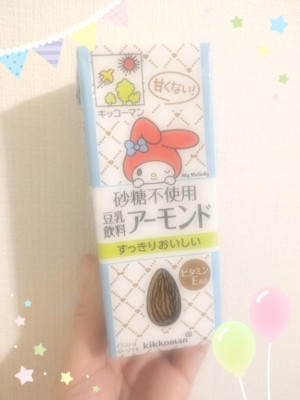 甘くない!
キッコーマン
My Melody
砂糖不使用
豆乳
飲料
アーモンド
すっきりおいしい
ビタミン
E
kikkoman